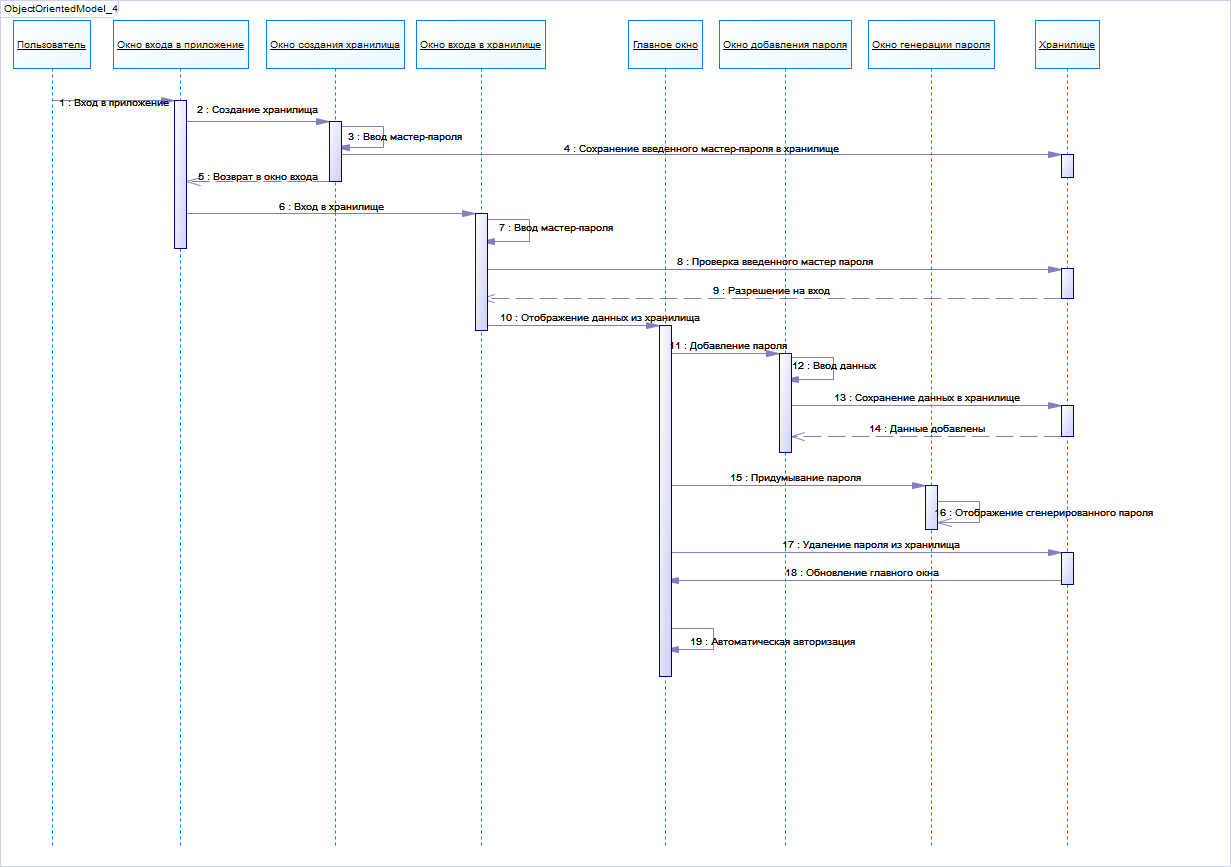 ObjectOrientedModel_4
Пользователь
Окно входа в приложение
Окно создания хранилища
Окно входа в хранилище
Главное окно
Окно добавления пароля
Окно генерации пароля
Хранилище
1 : Вход в приложение
2 : Создание хранилища
3 : Ввод мастер-пароля
4 : Сохранение введенного мастер-пароля в хранилище
5 : Возврат в окно входа
6 : Вход в хранилище
7 : Ввод мастер-пароля
8 : Проверка введенного мастер пароля
9 : Разрешение на вход
10 : Отображение данных из хранилища
11 : Добавление пароля
12 : Ввод данных
13 : Сохранение данных в хранилище
14 : Данные добавлены
15 : Придумывание пароля
16 : Отображение сгенерированного пароля
17 : Удаление пароля из хранилища
18 : Обновление главного окна
19 : Автоматическая авторизация